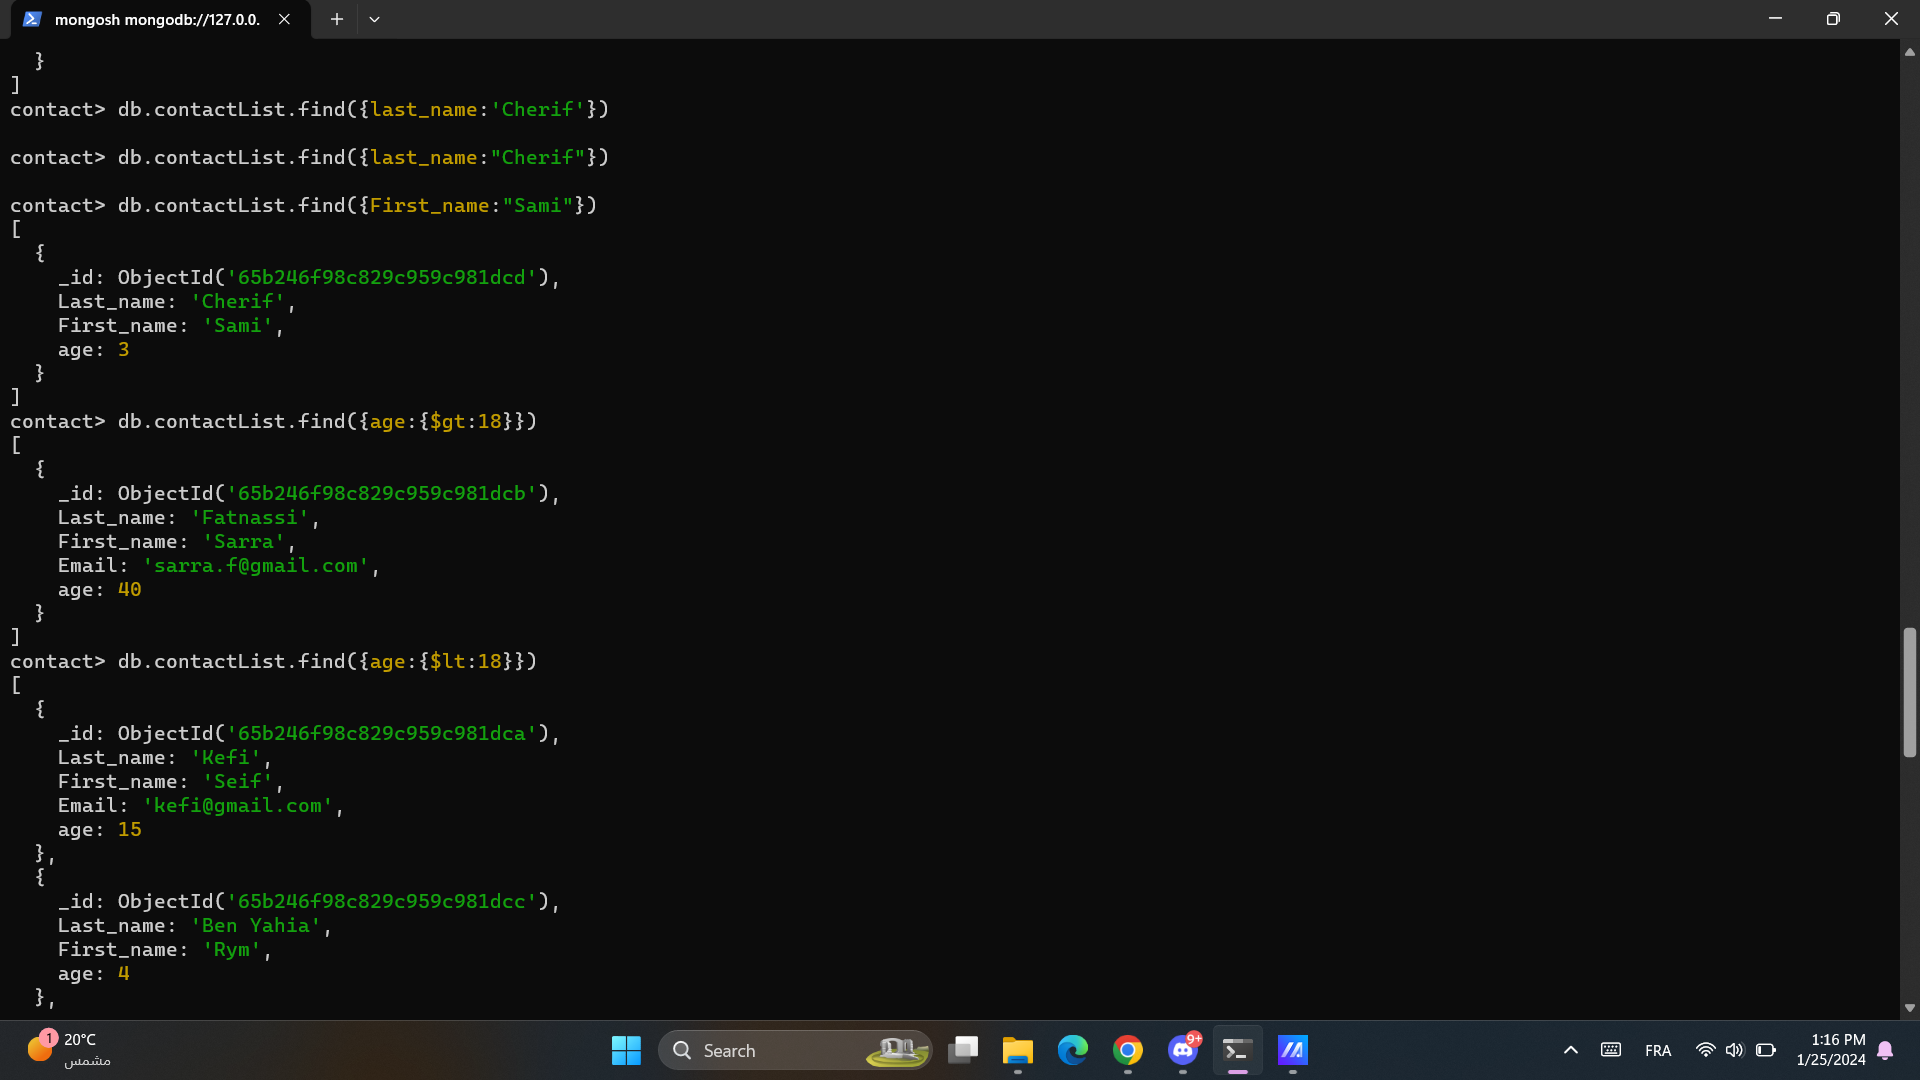 mongosh mongodb://127.0.0.
  }
]
contact> db.contactList.find({last_name:'Cherif'})
contact> db.contactList.find({last_name:"Cherif"})
contact> db.contactList.find({First_name:"Sami"})
[
  {
    _id: ObjectId('65b246f98c829c959c981dcd'),
    Last_name: 'Cherif',
    First_name: 'Sami',
    age: 3
  }
]
contact> db.contactList.find({age:{$gt:18}})
[
  {
    _id: ObjectId('65b246f98c829c959c981dcb'),
    Last_name: 'Fatnassi',
    First_name: 'Sarra',
    Email: 'sarra.f@gmail.com',
    age: 40
  }
]
contact> db.contactList.find({age:{$lt:18}})
[
  {
    _id: ObjectId('65b246f98c829c959c981dca'),
    Last_name: 'Kefi',
    First_name: 'Seif',
    Email: 'kefi@gmail.com',
    age: 15
  },
  {
    _id: ObjectId('65b246f98c829c959c981dcc'),
    Last_name: 'Ben Yahia',
    First_name: 'Rym',
    age: 4
  },
1
20°C
مشمس
Search
9+
FRA
1:16 PM
1/25/2024